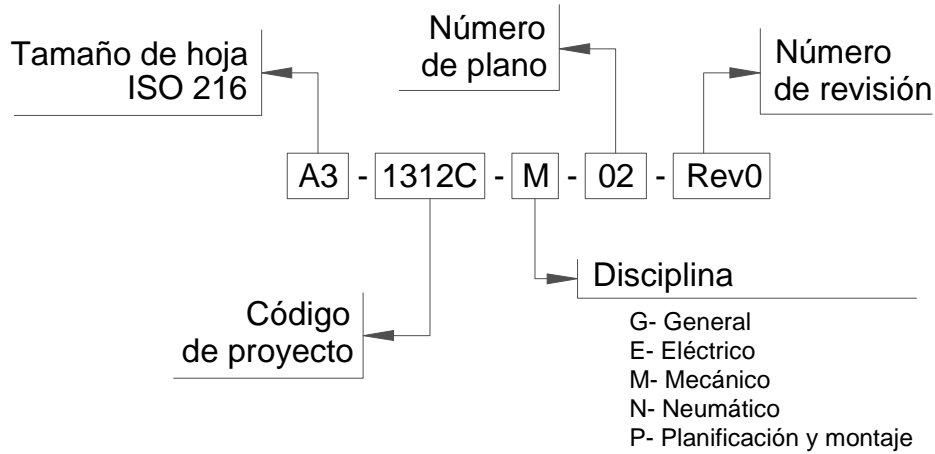 Tamaño de hoja
ISO 216
Número
de plano
Número
de revisión
A3 - 1312C - M - 02 - Rev0
Código
de proyecto
Disciplina
G- General
E- Eléctrico
M- Mecánico
N- Neumático
P- Planificación y montaje